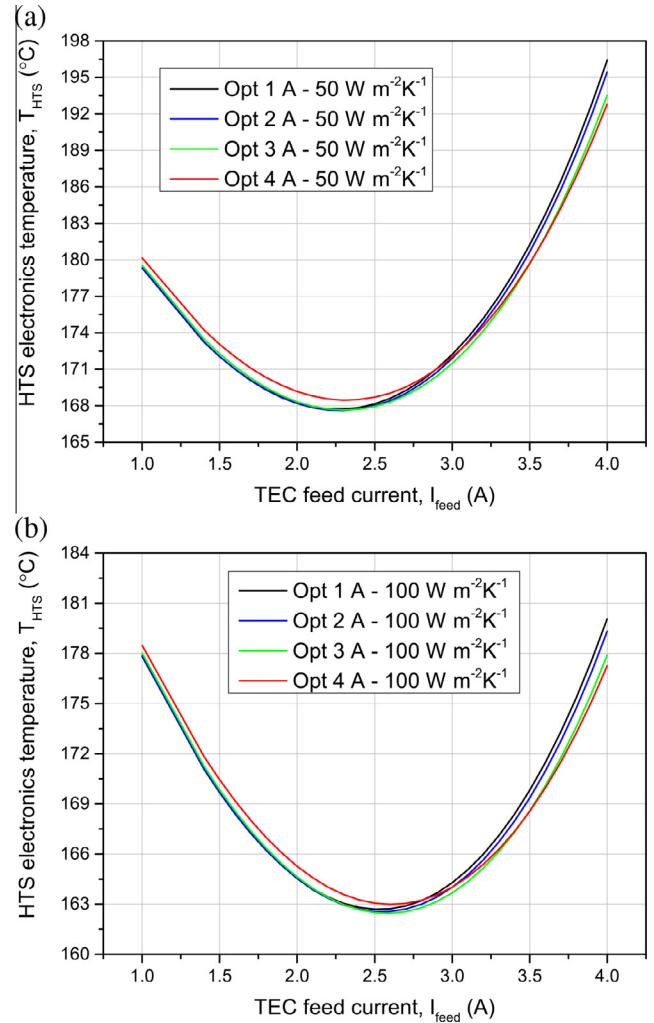 (a)
HTS electronics temperature, T_HTS (°C)
198
195
192
189
186
183
180
177
174
171
168
165
Opt 1 A - 50 W m⁻²K⁻¹
Opt 2 A - 50 W m⁻²K⁻¹
Opt 3 A - 50 W m⁻²K⁻¹
Opt 4 A - 50 W m⁻²K⁻¹
1.0 1.5 2.0 2.5 3.0 3.5 4.0
TEC feed current, I_feed (A)
(b)
HTS electronics temperature, T_HTS (°C)
184
181
178
175
172
169
166
163
160
Opt 1 A - 100 W m⁻²K⁻¹
Opt 2 A - 100 W m⁻²K⁻¹
Opt 3 A - 100 W m⁻²K⁻¹
Opt 4 A - 100 W m⁻²K⁻¹
1.0 1.5 2.0 2.5 3.0 3.5 4.0
TEC feed current, I_feed (A)